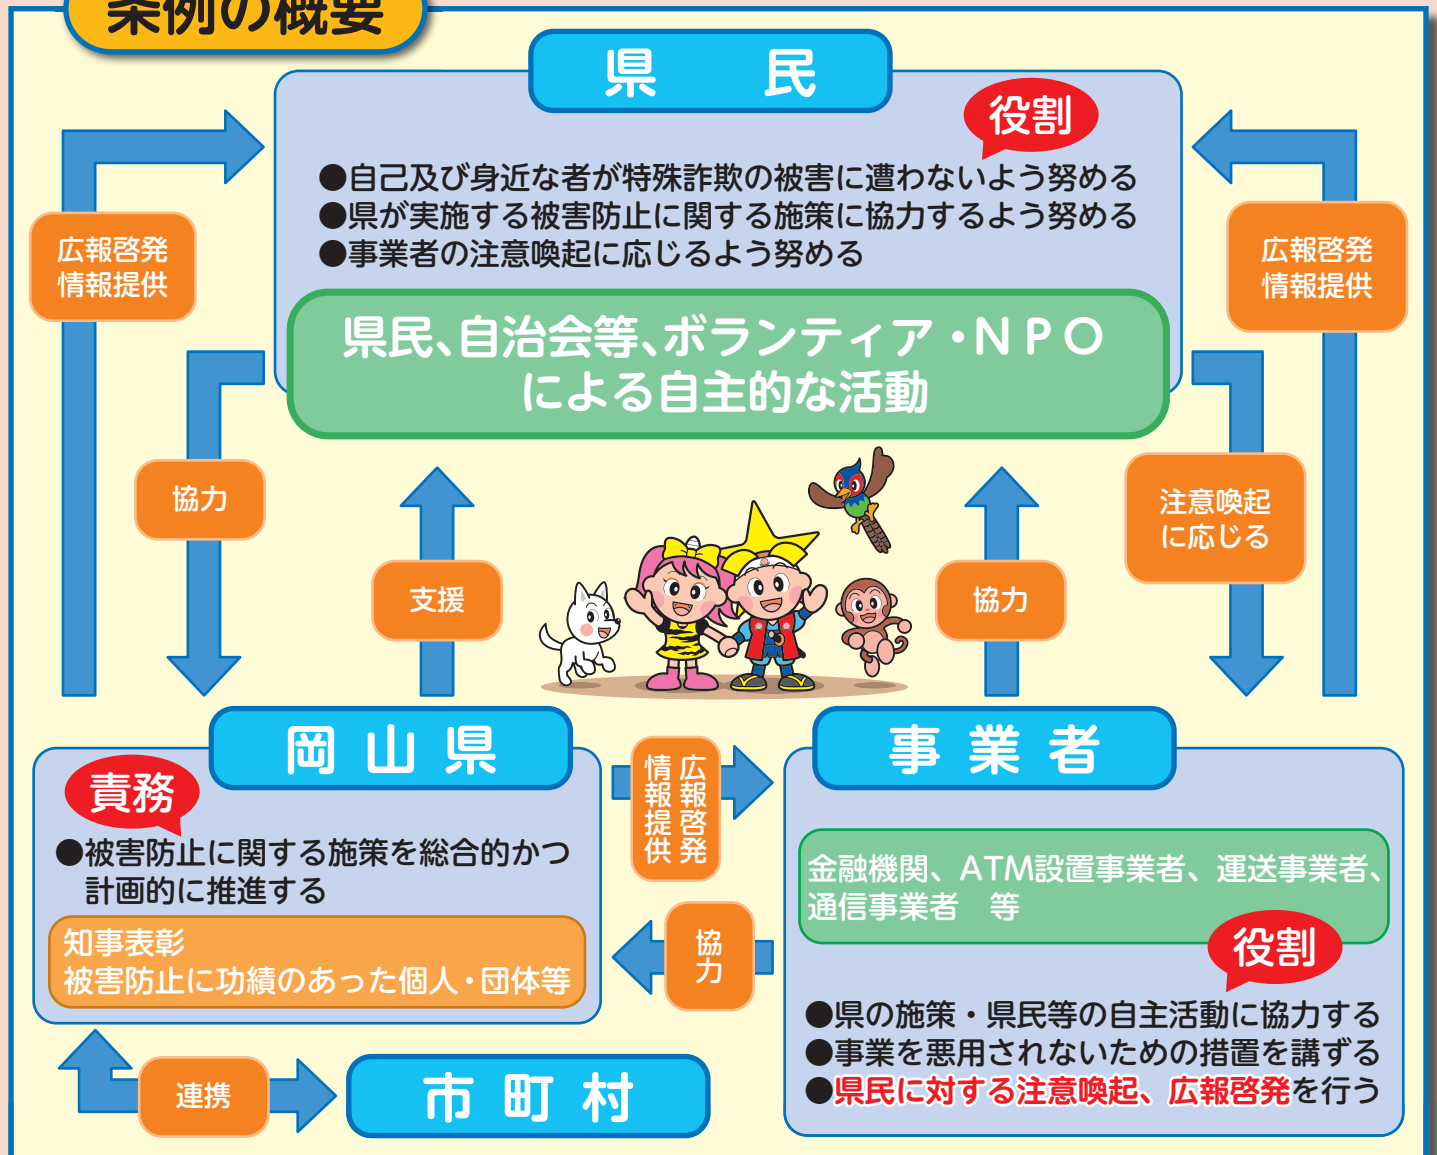 条例の概要
県　民
役割
●自己及び身近な者が特殊詐欺の被害に遭わないよう努める
●県が実施する被害防止に関する施策に協力するよう努める
●事業者の注意喚起に応じるよう努める
県民、自治会等、ボランティア・NPO
による自主的な活動
広報啓発
情報提供
広報啓発
情報提供
協力
支援
協力
注意喚起
に応じる
岡山県
責務
●被害防止に関する施策を総合的かつ
計画的に推進する
知事表彰
被害防止に功績のあった個人・団体等
広報啓発
情報提供
協力
事業者
金融機関、ATM設置事業者、運送事業者、
通信事業者　等
役割
●県の施策・県民等の自主活動に協力する
●事業を悪用されないための措置を講ずる
●県民に対する注意喚起、広報啓発を行う
連携
市町村